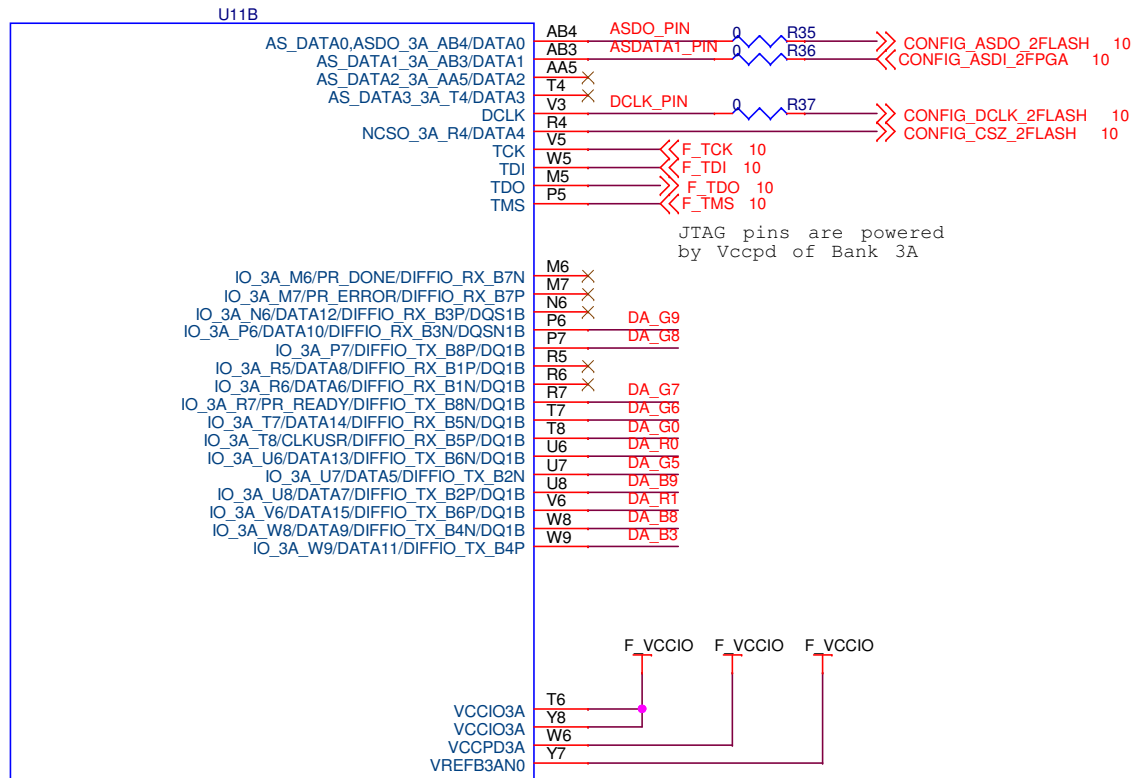 U11B
AS_DATA0,ASDO_3A_AB4/DATA0 AB4 ASDO_PIN 0 R35 CONFIG_ASDO_2FLASH 10
AS_DATA1_3A_AB3/DATA1 AB3 ASDATA1_PIN 0 R36 CONFIG_ASDI_2FPGA 10
AS_DATA2_3A_AA5/DATA2 AA5
AS_DATA3_3A_T4/DATA3 T4
DCLK V3 DCLK_PIN 0 R37 CONFIG_DCLK_2FLASH 10
NCSO_3A_R4/DATA4 R4 CONFIG_CSZ_2FLASH 10
TCK V5 F_TCK 10
TDI W5 F_TDI 10
TDO M5 F_TDO 10
TMS P5 F_TMS 10
JTAG pins are powered
by Vccpd of Bank 3A
IO_3A_M6/PR_DONE/DIFFIO_RX_B7N M6
IO_3A_M7/PR_ERROR/DIFFIO_RX_B7P M7
IO_3A_N6/DATA12/DIFFIO_RX_B3P/DQS1B N6
IO_3A_P6/DATA10/DIFFIO_RX_B3N/DQSN1B P6 DA_G9
IO_3A_P7/DIFFIO_TX_B8P/DQ1B P7 DA_G8
IO_3A_R5/DATA8/DIFFIO_RX_B1P/DQ1B R5
IO_3A_R6/DATA6/DIFFIO_RX_B1N/DQ1B R6
IO_3A_R7/PR_READY/DIFFIO_TX_B8N/DQ1B R7 DA_G7
IO_3A_T7/DATA14/DIFFIO_RX_B5N/DQ1B T7 DA_G6
IO_3A_T8/CLKUSR/DIFFIO_RX_B5P/DQ1B T8 DA_G0
IO_3A_U6/DATA13/DIFFIO_TX_B6N/DQ1B U6 DA_R0
IO_3A_U7/DATA5/DIFFIO_TX_B2N U7 DA_G5
IO_3A_U8/DATA7/DIFFIO_TX_B2P/DQ1B U8 DA_B9
IO_3A_V6/DATA15/DIFFIO_TX_B6P/DQ1B V6 DA_R1
IO_3A_W8/DATA9/DIFFIO_TX_B4N/DQ1B W8 DA_B8
IO_3A_W9/DATA11/DIFFIO_TX_B4P W9 DA_B3
F_VCCIO F_VCCIO F_VCCIO
VCCIO3A T6
VCCIO3A Y8
VCCPD3A W6
VREFB3AN0 Y7